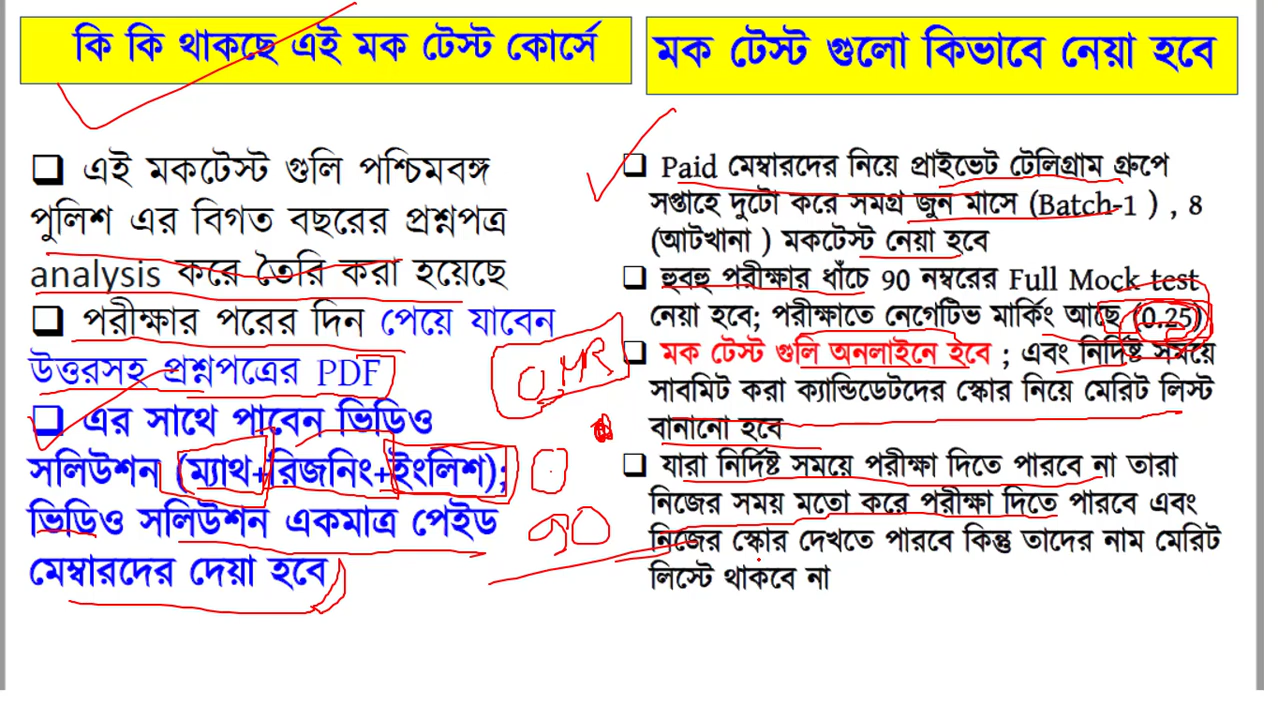 কি কি থাকছে এই মক টেস্ট কোর্সে
❑ এই মকটেস্ট গুলি পশ্চিমবঙ্গ
পুলিশ এর বিগত বছরের প্রশ্নপত্র
analysis করে তৈরি করা হয়েছে
❑ পরীক্ষার পরের দিন পেয়ে যাবেন
উত্তরসহ প্রশ্নপত্রের PDF
❑ এর সাথে পাবেন ভিডিও
সলিউশন (ম্যাথ+রিজনিং+ইংলিশ);
ভিডিও সলিউশন একমাত্র পেইড
মেম্বারদের দেয়া হবে
OMR
90
মক টেস্ট গুলো কিভাবে নেয়া হবে
❑ Paid মেম্বারদের নিয়ে প্রাইভেট টেলিগ্রাম গ্রুপে
সপ্তাহে দুটো করে সমগ্র জুন মাসে (Batch-1 ) , 8
(আটখানা ) মকটেস্ট নেয়া হবে
❑ হুবহু পরীক্ষার ধাঁচে 90 নম্বরের Full Mock test
নেয়া হবে; পরীক্ষাতে নেগেটিভ মার্কিং আছে (0.25)
❑ মক টেস্ট গুলি অনলাইনে হবে ; এবং নির্দিষ্ট সময়ে
সাবমিট করা ক্যান্ডিডেটদের স্কোর নিয়ে মেরিট লিস্ট
বানানো হবে
❑ যারা নির্দিষ্ট সময়ে পরীক্ষা দিতে পারবে না তারা
নিজের সময় মতো করে পরীক্ষা দিতে পারবে এবং
নিজের স্কোর দেখতে পারবে কিন্তু তাদের নাম মেরিট
লিস্টে থাকবে না